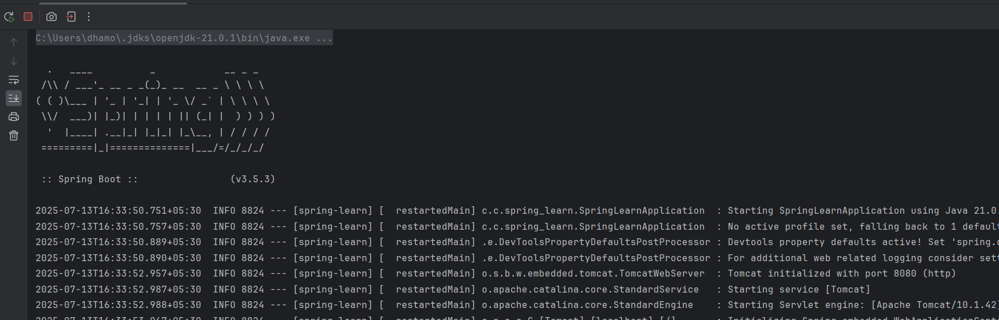 C:\Users\dhamo\.jdks\openjdk-21.0.1\bin\java.exe ...
  .   ____          _            __ _ _
 /\\ / ___'_ __ _ _(_)_ __  __ _ \ \ \ \
( ( )\___ | '_ | '_| | '_ \/ _` | \ \ \ \
 \\/  ___)| |_)| | | | | || (_| |  ) ) ) )
  '  |____| .__|_| |_|_| |_\__, | / / / /
 =========|_|==============|___/=/_/_/_/
 :: Spring Boot ::                (v3.5.3)
2025-07-13T16:33:50.751+05:30  INFO 8824 --- [spring-learn] [  restartedMain] c.c.spring_learn.SpringLearnApplication  : Starting SpringLearnApplication using Java 21.0.
2025-07-13T16:33:50.757+05:30  INFO 8824 --- [spring-learn] [  restartedMain] c.c.spring_learn.SpringLearnApplication  : No active profile set, falling back to 1 default
2025-07-13T16:33:50.889+05:30  INFO 8824 --- [spring-learn] [  restartedMain] .e.DevToolsPropertyDefaultsPostProcessor : Devtools property defaults active! Set 'spring.
2025-07-13T16:33:50.890+05:30  INFO 8824 --- [spring-learn] [  restartedMain] .e.DevToolsPropertyDefaultsPostProcessor : For additional web related logging consider sett
2025-07-13T16:33:52.957+05:30  INFO 8824 --- [spring-learn] [  restartedMain] o.s.b.w.embedded.tomcat.TomcatWebServer  : Tomcat initialized with port 8080 (http)
2025-07-13T16:33:52.987+05:30  INFO 8824 --- [spring-learn] [  restartedMain] o.apache.catalina.core.StandardService   : Starting service [Tomcat]
2025-07-13T16:33:52.988+05:30  INFO 8824 --- [spring-learn] [  restartedMain] o.apache.catalina.core.StandardEngine    : Starting Servlet engine: [Apache Tomcat/10.1.42]